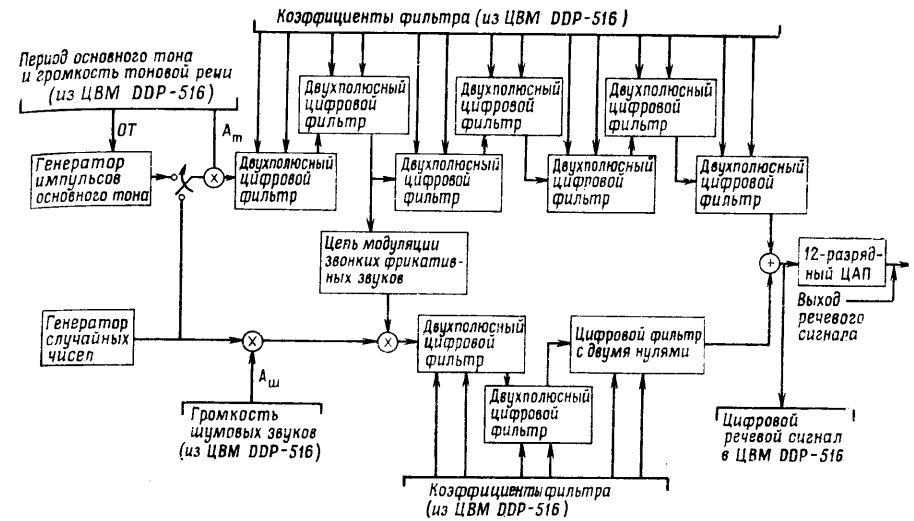 Коэффициенты фильтра (из ЦВМ DDP-516)
Период основного тона
и громкость тоновой речи
(из ЦВМ DDP-516)
ОТ
Aт
Генератор
импульсов
основного тона
×
Двухполюсный
цифровой
фильтр
Двухполюсный
цифровой
фильтр
Двухполюсный
цифровой
фильтр
Двухполюсный
цифровой
фильтр
Двухполюсный
цифровой
фильтр
Двухполюсный
цифровой
фильтр
Двухполюсный
цифровой
фильтр
Цепь модуляции
звонких фрикатив-
ных звуков
+
12-разряд-
ный ЦАП
Выход
речевого
сигнала
Генератор
случайных
чисел
×
×
Двухполюсный
цифровой
фильтр
Цифровой фильтр
с двумя нулями
Двухполюсный
цифровой
фильтр
Aш
Громкость
шумовых звуков
(из ЦВМ DDP-516)
Цифровой
речевой сигнал
в ЦВМ DDP-516
Коэффициенты фильтра
(из ЦВМ DDP-516)